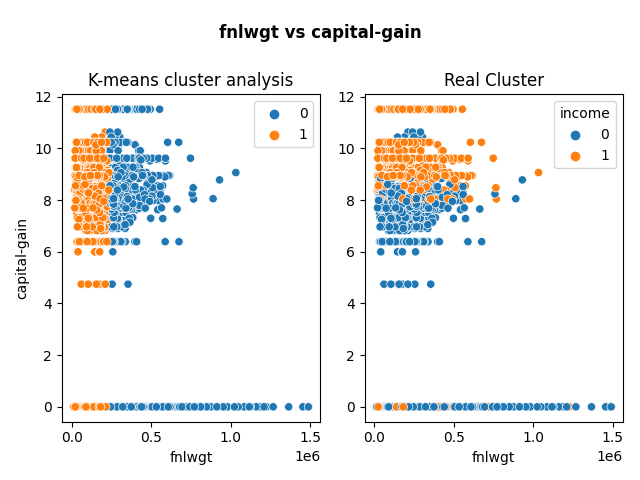 fnlwgt vs capital-gain
K-means cluster analysis
Real Cluster
0
1
income
0
1
12
10
8
6
4
2
0
capital-gain
12
10
8
6
4
2
0
0.0 0.5 1.0 1.5
1e6
fnlwgt
0.0 0.5 1.0 1.5
1e6
fnlwgt